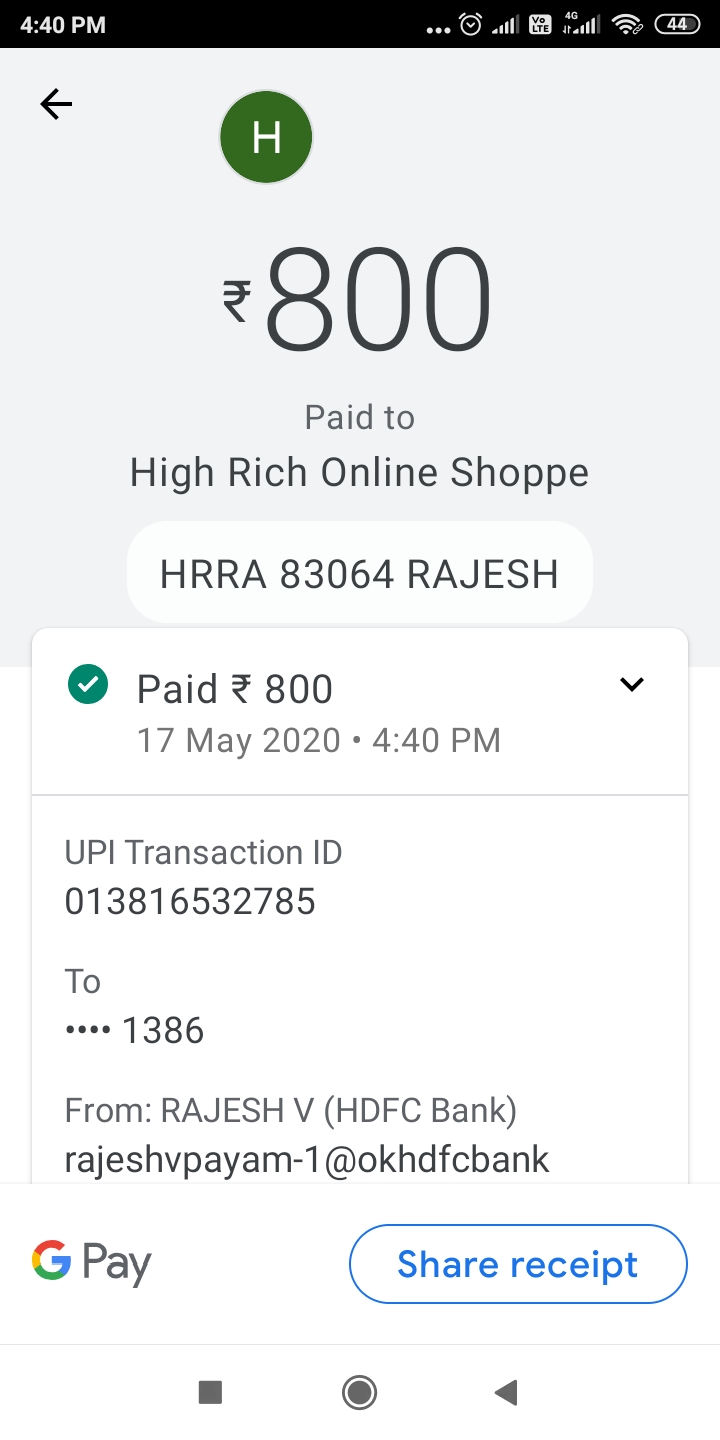 4:40 PM
Vo LTE
4G
44
H
₹800
Paid to
High Rich Online Shoppe
HRRA 83064 RAJESH
Paid ₹ 800
17 May 2020 • 4:40 PM
UPI Transaction ID
013816532785
To
•••• 1386
From: RAJESH V (HDFC Bank)
rajeshvpayam-1@okhdfcbank
G Pay
Share receipt